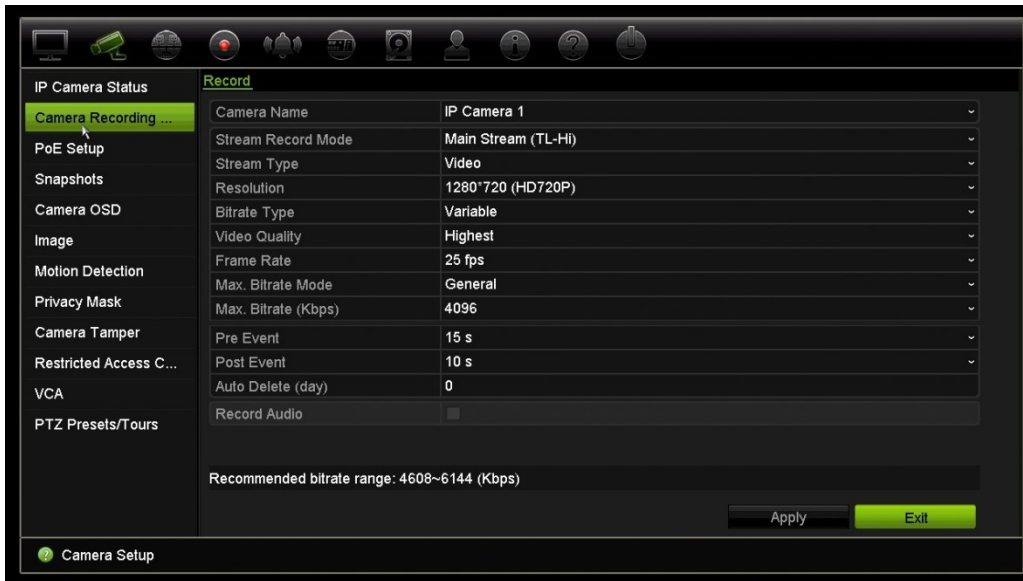 IP Camera Status
Camera Recording ...
PoE Setup
Snapshots
Camera OSD
Image
Motion Detection
Privacy Mask
Camera Tamper
Restricted Access C...
VCA
PTZ Presets/Tours
Record
Camera Name IP Camera 1
Stream Record Mode Main Stream (TL-Hi)
Stream Type Video
Resolution 1280*720 (HD720P)
Bitrate Type Variable
Video Quality Highest
Frame Rate 25 fps
Max. Bitrate Mode General
Max. Bitrate (Kbps) 4096
Pre Event 15 s
Post Event 10 s
Auto Delete (day) 0
Record Audio
Recommended bitrate range: 4608~6144 (Kbps)
Apply Exit
? Camera Setup